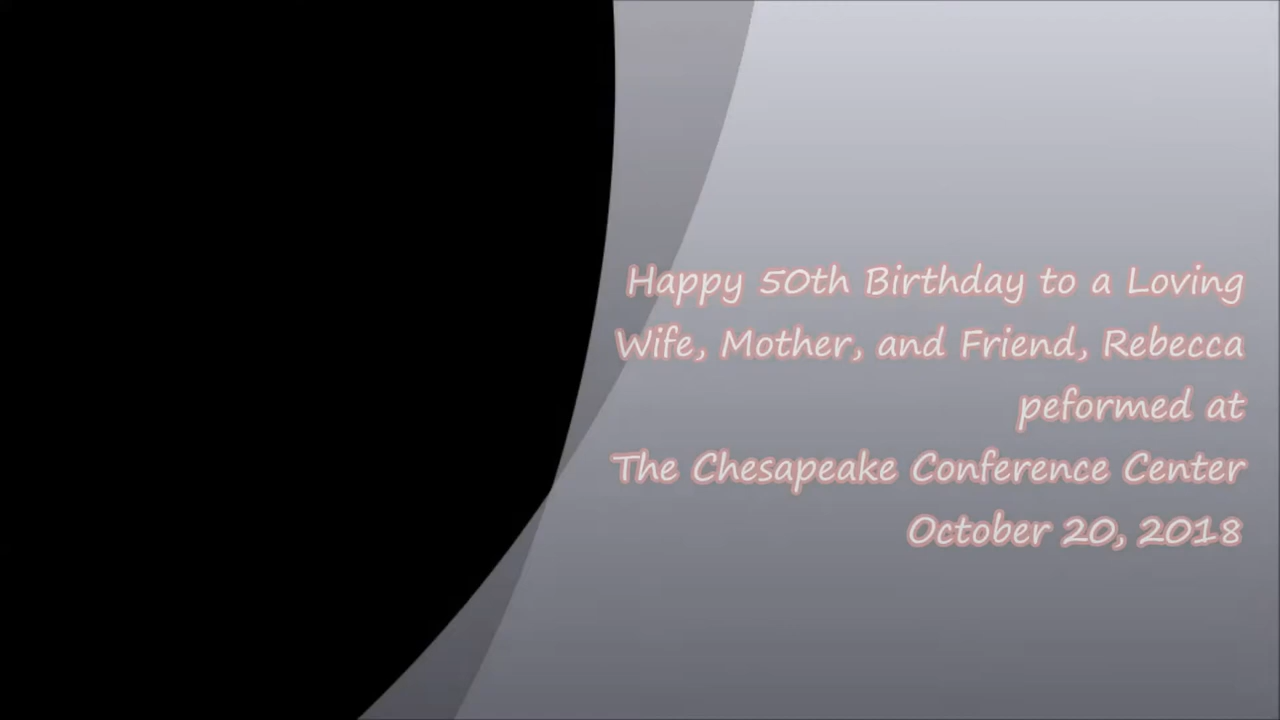 Happy 50th Birthday to a Loving
Wife, Mother, and Friend, Rebecca
peformed at
The Chesapeake Conference Center
October 20, 2018